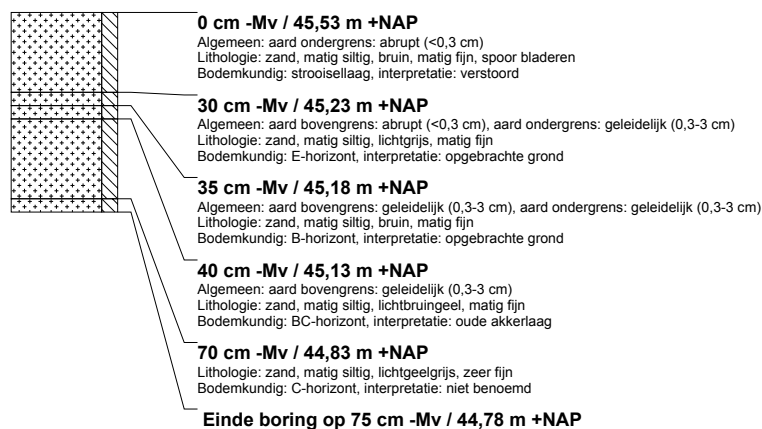 0 cm -Mv / 45,53 m +NAP
Algemeen: aard ondergrens: abrupt (<0,3 cm)
Lithologie: zand, matig siltig, bruin, matig fijn, spoor bladeren
Bodemkundig: strooisellaag, interpretatie: verstoord
30 cm -Mv / 45,23 m +NAP
Algemeen: aard bovengrens: abrupt (<0,3 cm), aard ondergrens: geleidelijk (0,3-3 cm)
Lithologie: zand, matig siltig, lichtgrijs, matig fijn
Bodemkundig: E-horizont, interpretatie: opgebrachte grond
35 cm -Mv / 45,18 m +NAP
Algemeen: aard bovengrens: geleidelijk (0,3-3 cm), aard ondergrens: geleidelijk (0,3-3 cm)
Lithologie: zand, matig siltig, bruin, matig fijn
Bodemkundig: B-horizont, interpretatie: opgebrachte grond
40 cm -Mv / 45,13 m +NAP
Algemeen: aard bovengrens: geleidelijk (0,3-3 cm)
Lithologie: zand, matig siltig, lichtbruingeel, matig fijn
Bodemkundig: BC-horizont, interpretatie: oude akkerlaag
70 cm -Mv / 44,83 m +NAP
Lithologie: zand, matig siltig, lichtgeelgrijs, zeer fijn
Bodemkundig: C-horizont, interpretatie: niet benoemd
Einde boring op 75 cm -Mv / 44,78 m +NAP